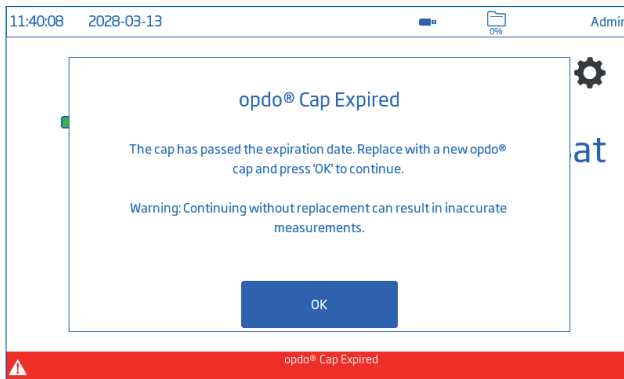 11:40:08 2028-03-13
0%
Admin
opdo® Cap Expired
The cap has passed the expiration date. Replace with a new opdo®
cap and press 'OK' to continue.
Warning: Continuing without replacement can result in inaccurate
measurements.
at
OK
opdo® Cap Expired